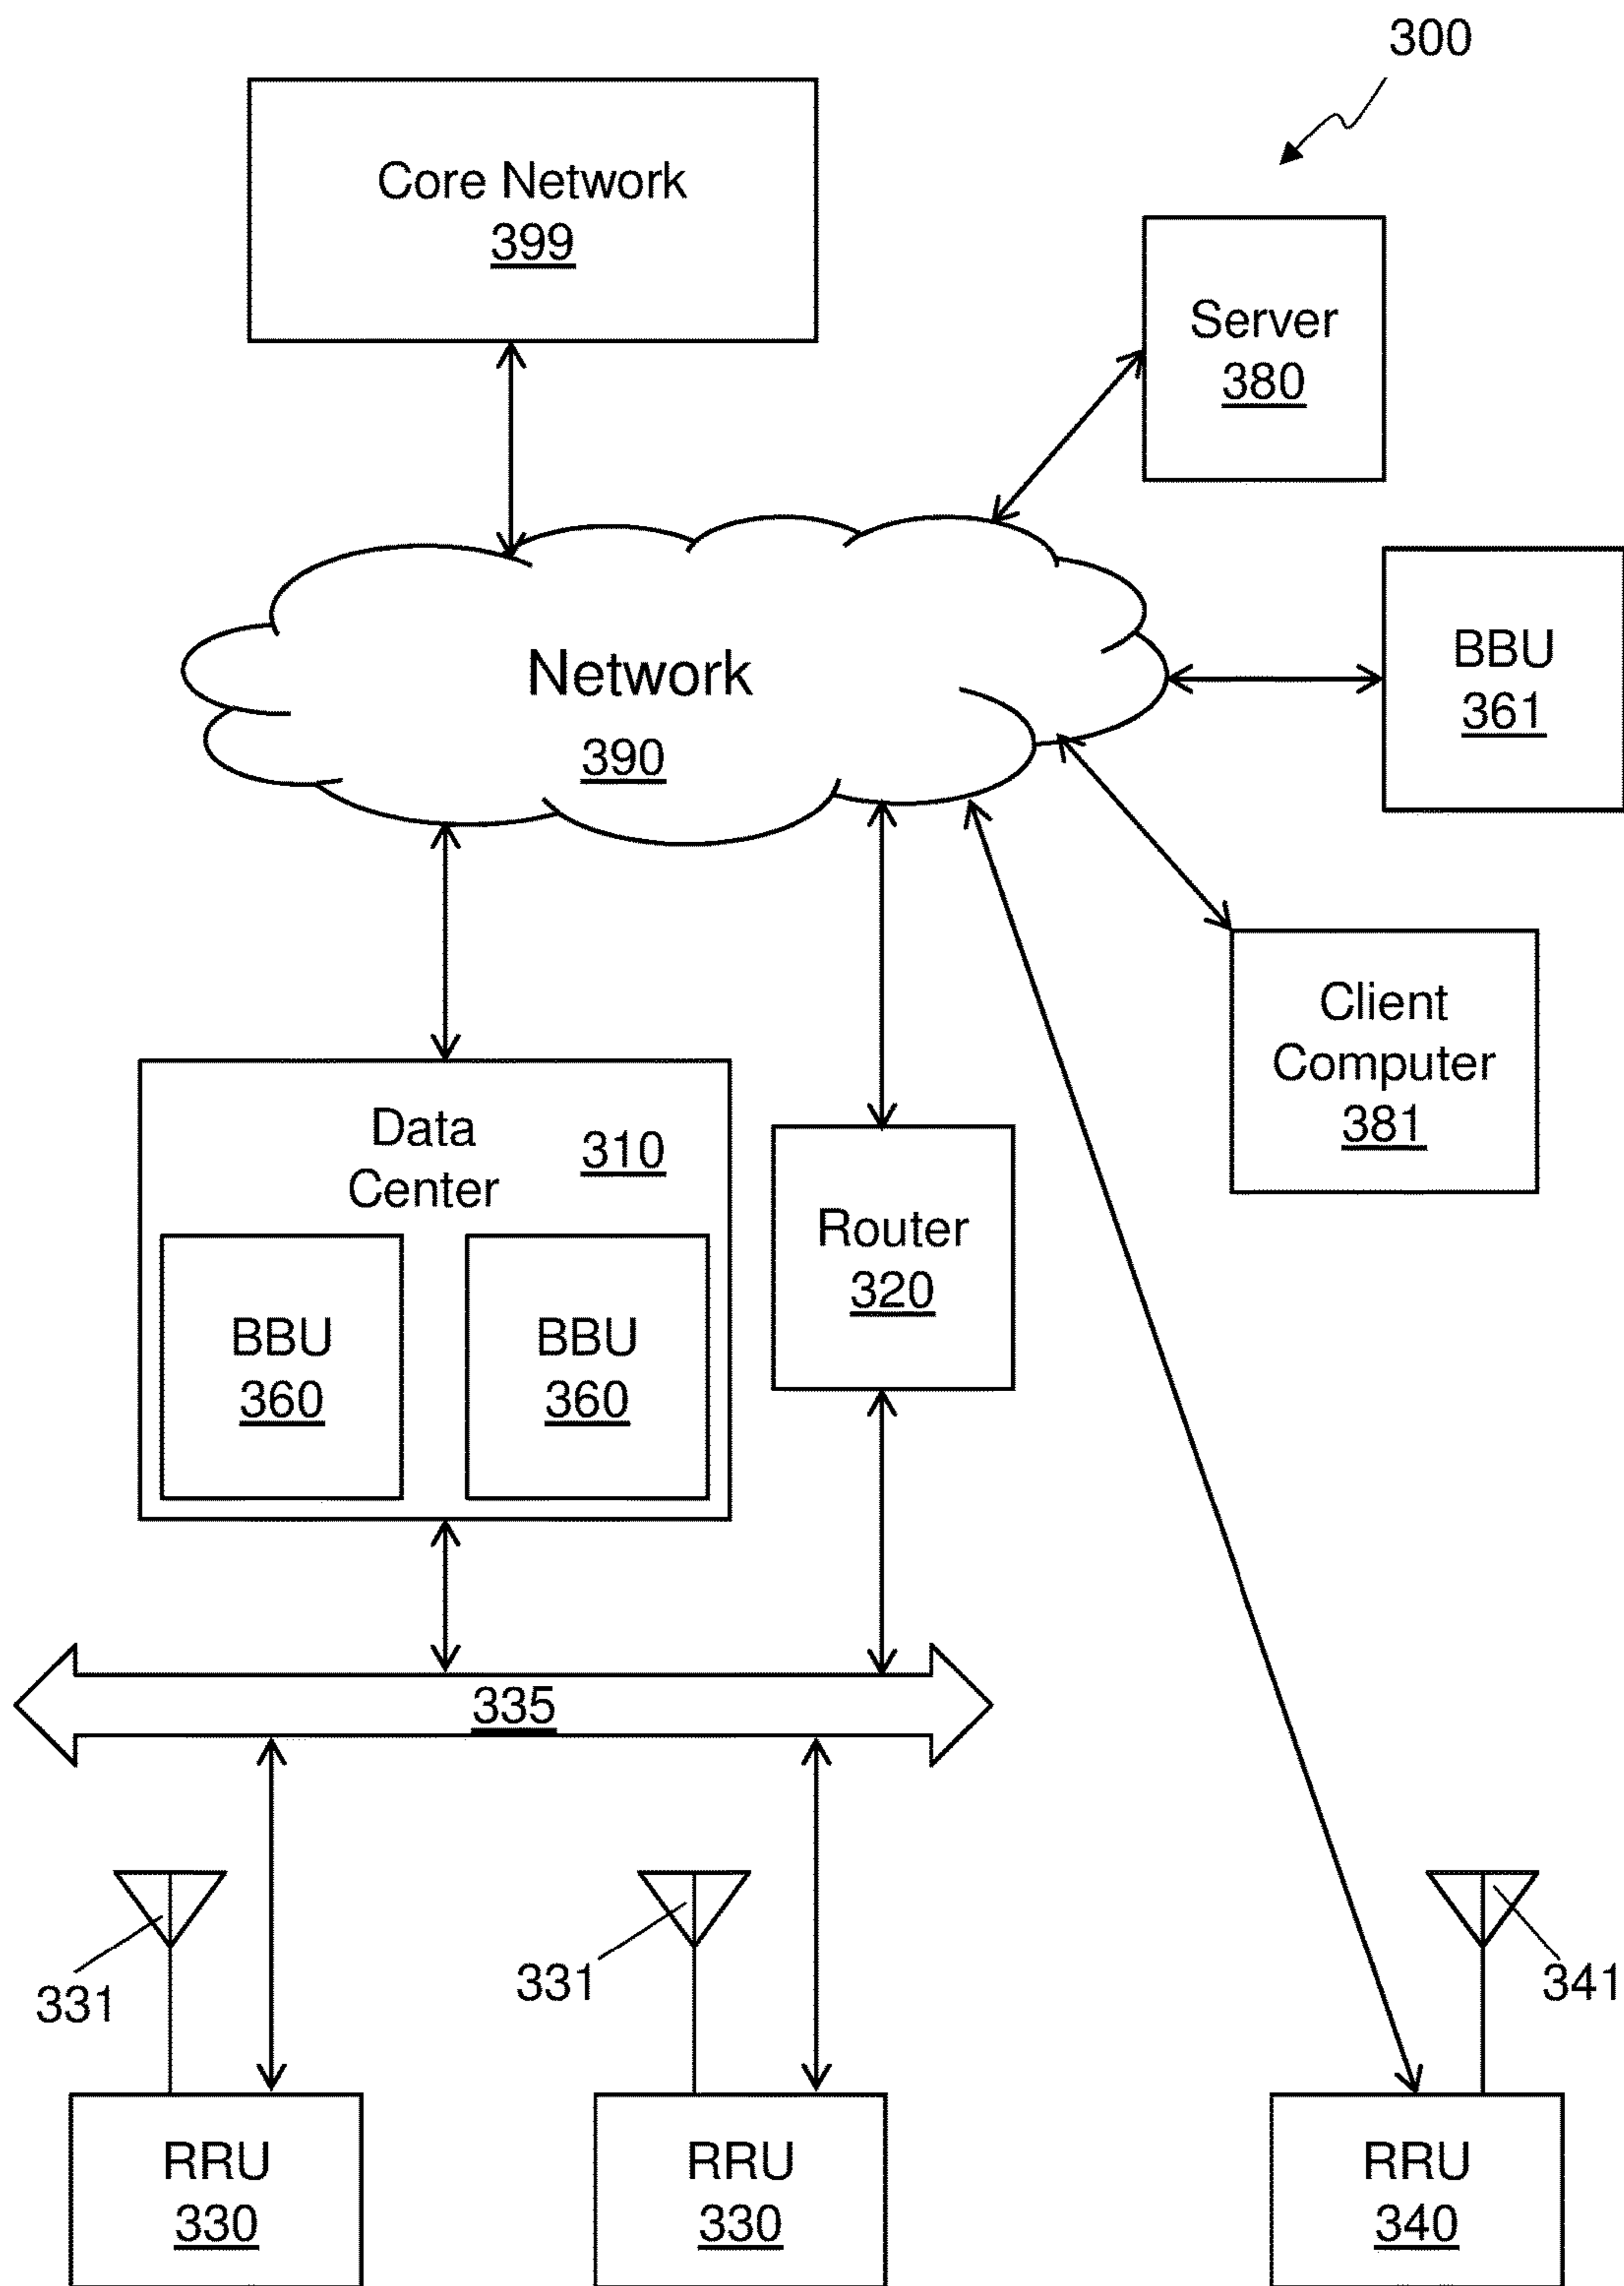 300
Core Network
399
Server
380
Network
390
BBU
361
Client
Computer
381
Data
Center
310
Router
320
BBU
360
BBU
360
335
331
331
341
RRU
330
RRU
330
RRU
340